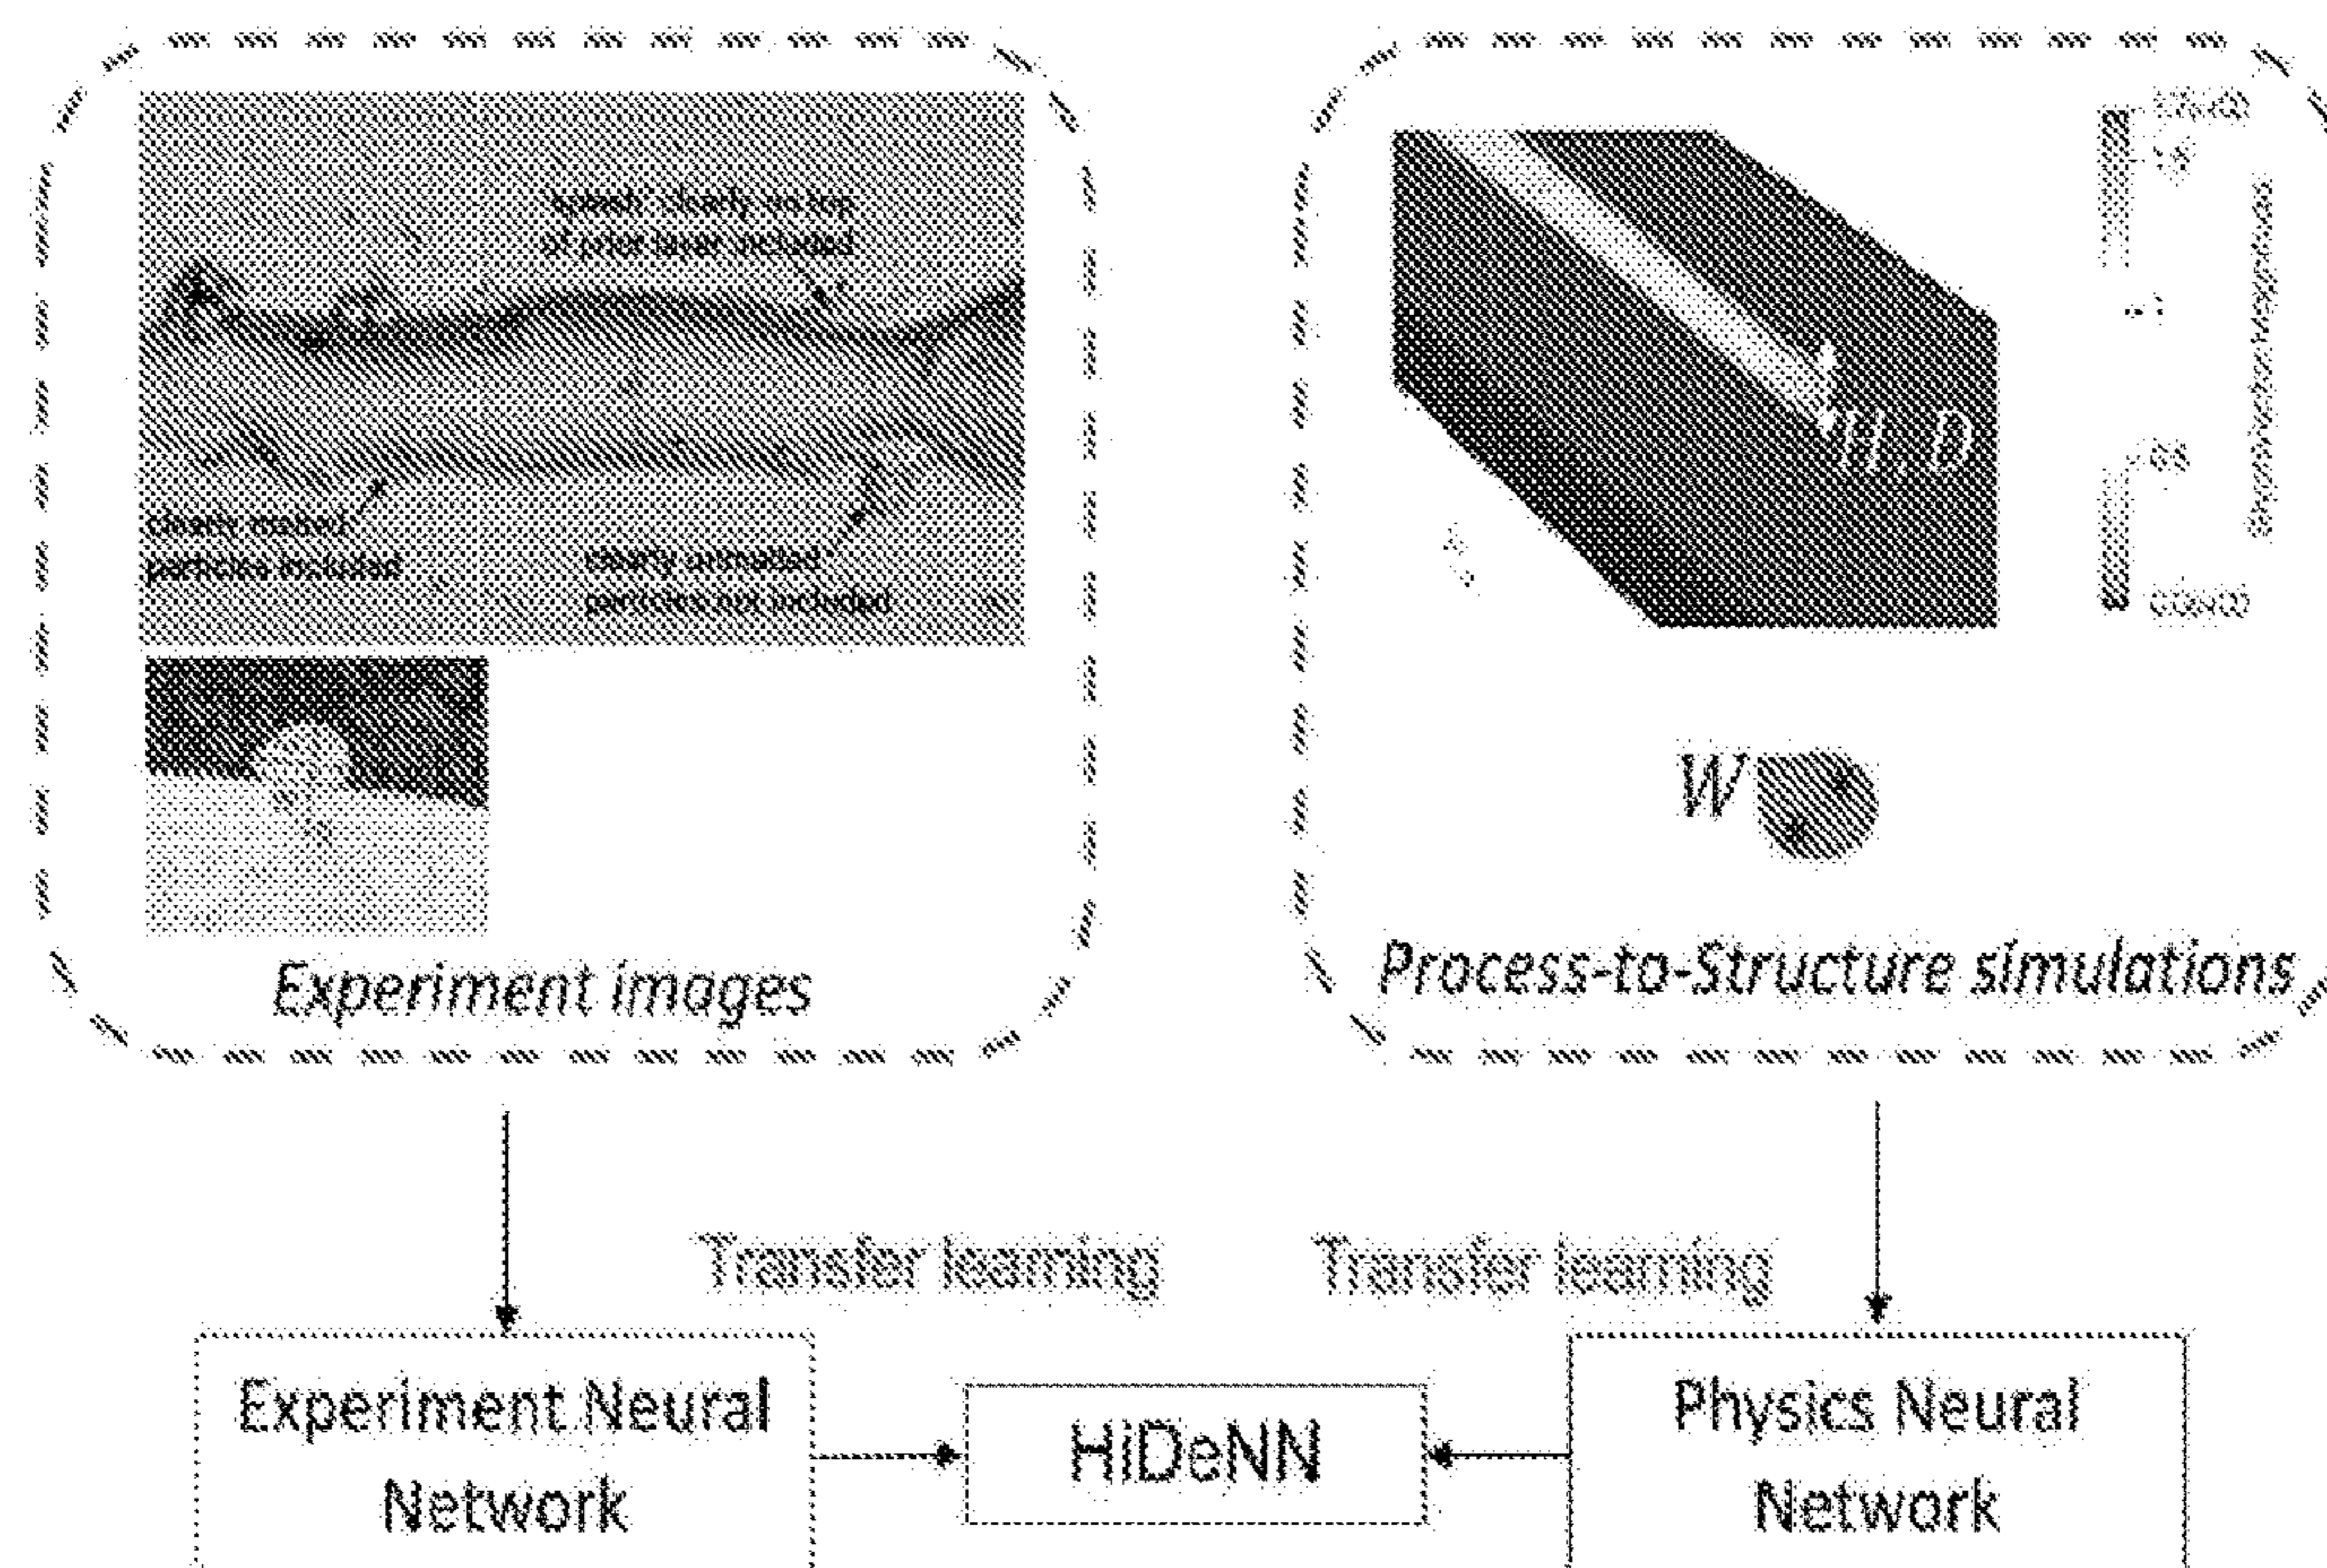 splash clearly on top
of prior layer included
clearly melted
particles included
clearly unmelted
particles not included
Experiment images
H, D
W
Process-to-Structure simulations
Transfer learning
Transfer learning
Experiment Neural
Network
HiDeNN
Physics Neural
Network